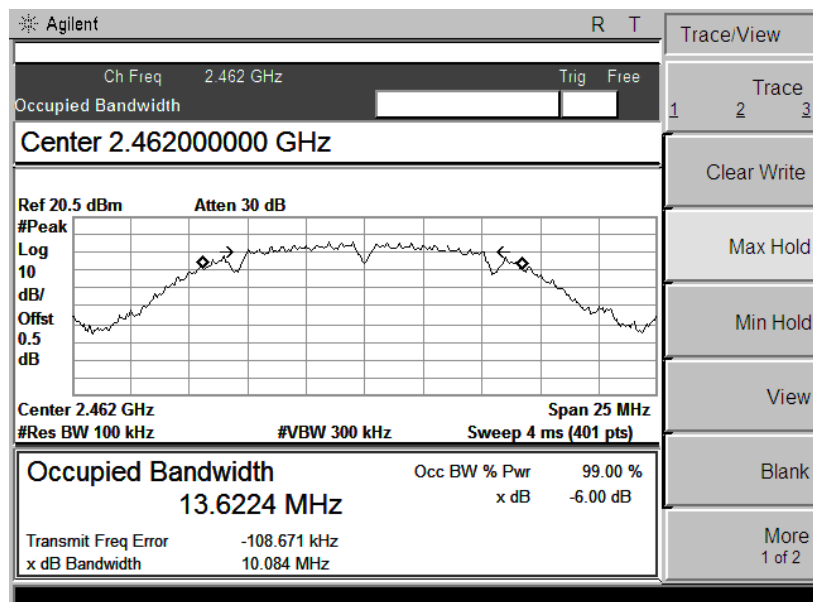 Agilent R T
Ch Freq 2.462 GHz Trig Free
Occupied Bandwidth
Center 2.462000000 GHz
Ref 20.5 dBm Atten 30 dB
#Peak
Log
10
dB/
Offst
0.5
dB
Center 2.462 GHz Span 25 MHz
#Res BW 100 kHz #VBW 300 kHz Sweep 4 ms (401 pts)
Occupied Bandwidth Occ BW % Pwr 99.00 %
13.6224 MHz x dB -6.00 dB
Transmit Freq Error -108.671 kHz
x dB Bandwidth 10.084 MHz
Trace/View
Trace
1 2 3
Clear Write
Max Hold
Min Hold
View
Blank
More
1 of 2